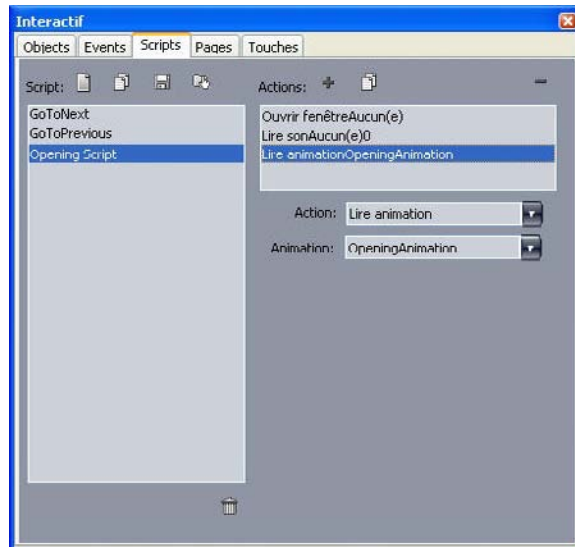 Interactif
Objects Events Scripts Pages Touches
Script: Actions:
GoToNext
GoToPrevious
Opening Script
Ouvrir fenêtreAucun(e)
Lire sonAucun(e)0
Lire animationOpeningAnimation
Action: Lire animation
Animation: OpeningAnimation